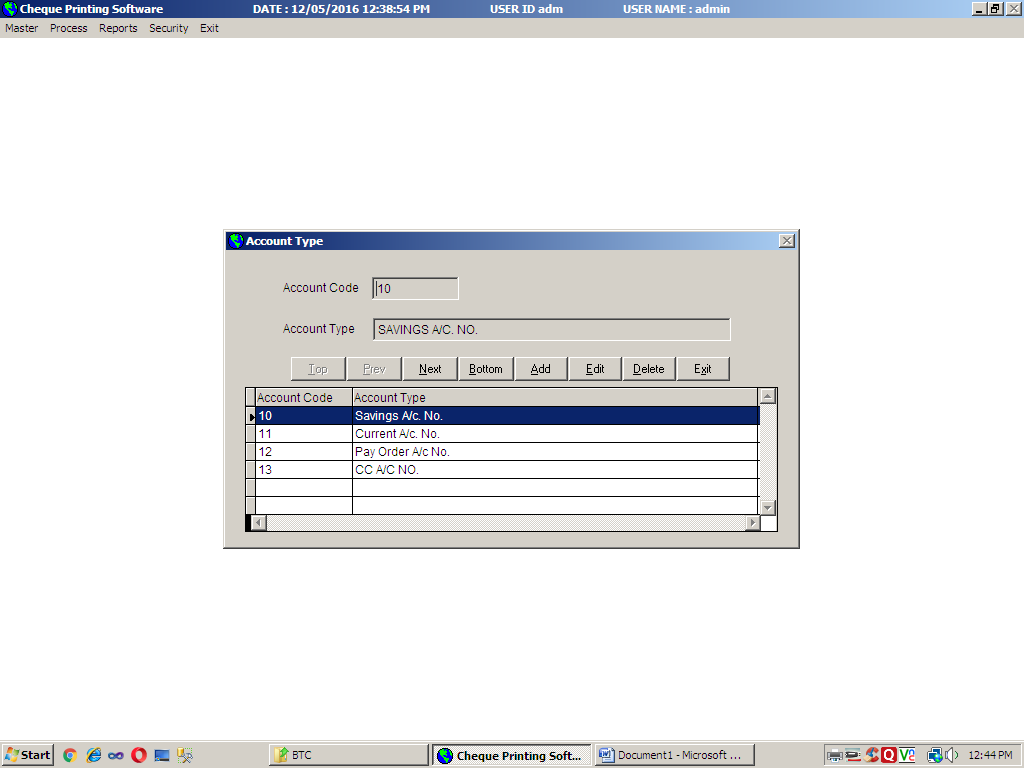 Cheque Printing Software DATE : 12/05/2016 12:38:54 PM USER ID adm USER NAME : admin
Master Process Reports Security Exit
Account Type
Account Code 10
Account Type SAVINGS A/C. NO.
Top Prev Next Bottom Add Edit Delete Exit
Account Code Account Type
10 Savings A/c. No.
11 Current A/c. No.
12 Pay Order A/c No.
13 CC A/C NO.
Start BTC Cheque Printing Soft... Document1 - Microsoft ... 12:44 PM